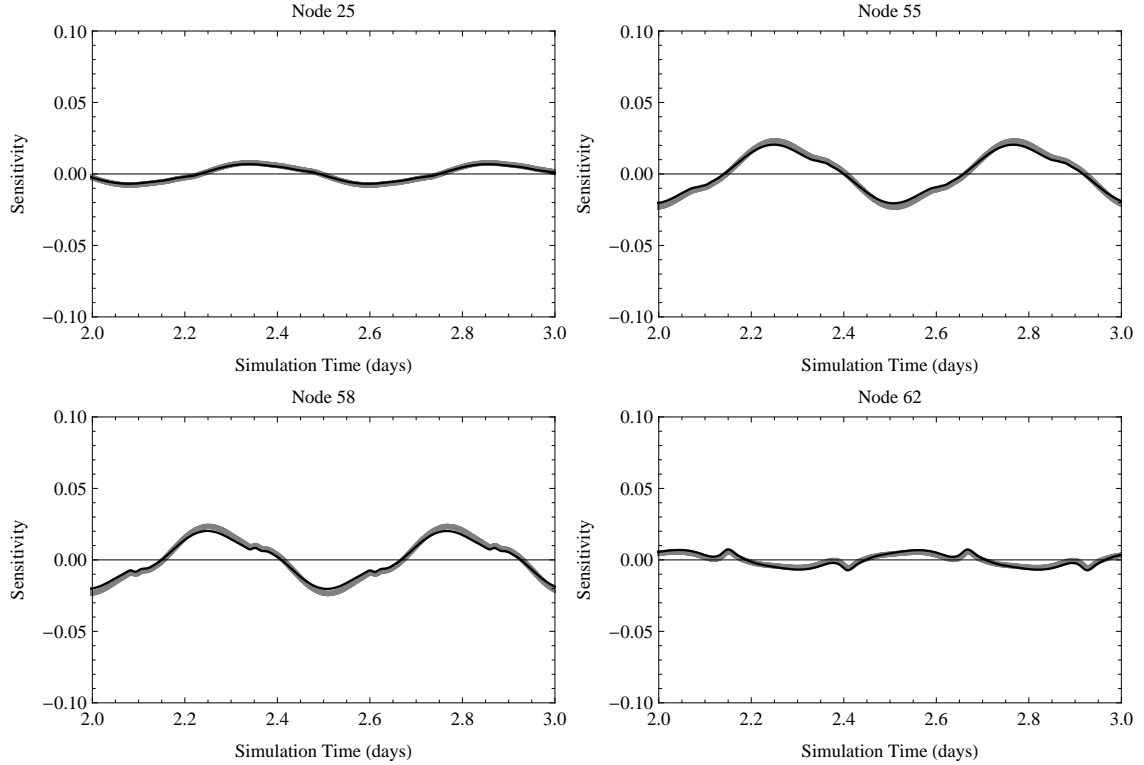 Node 25
Node 55
0.10
0.05
0.00
−0.05
−0.10
Sensitivity
2.0 2.2 2.4 2.6 2.8 3.0
Simulation Time (days)
0.10
0.05
0.00
−0.05
−0.10
Sensitivity
2.0 2.2 2.4 2.6 2.8 3.0
Simulation Time (days)
Node 58
Node 62
0.10
0.05
0.00
−0.05
−0.10
Sensitivity
2.0 2.2 2.4 2.6 2.8 3.0
Simulation Time (days)
0.10
0.05
0.00
−0.05
−0.10
Sensitivity
2.0 2.2 2.4 2.6 2.8 3.0
Simulation Time (days)